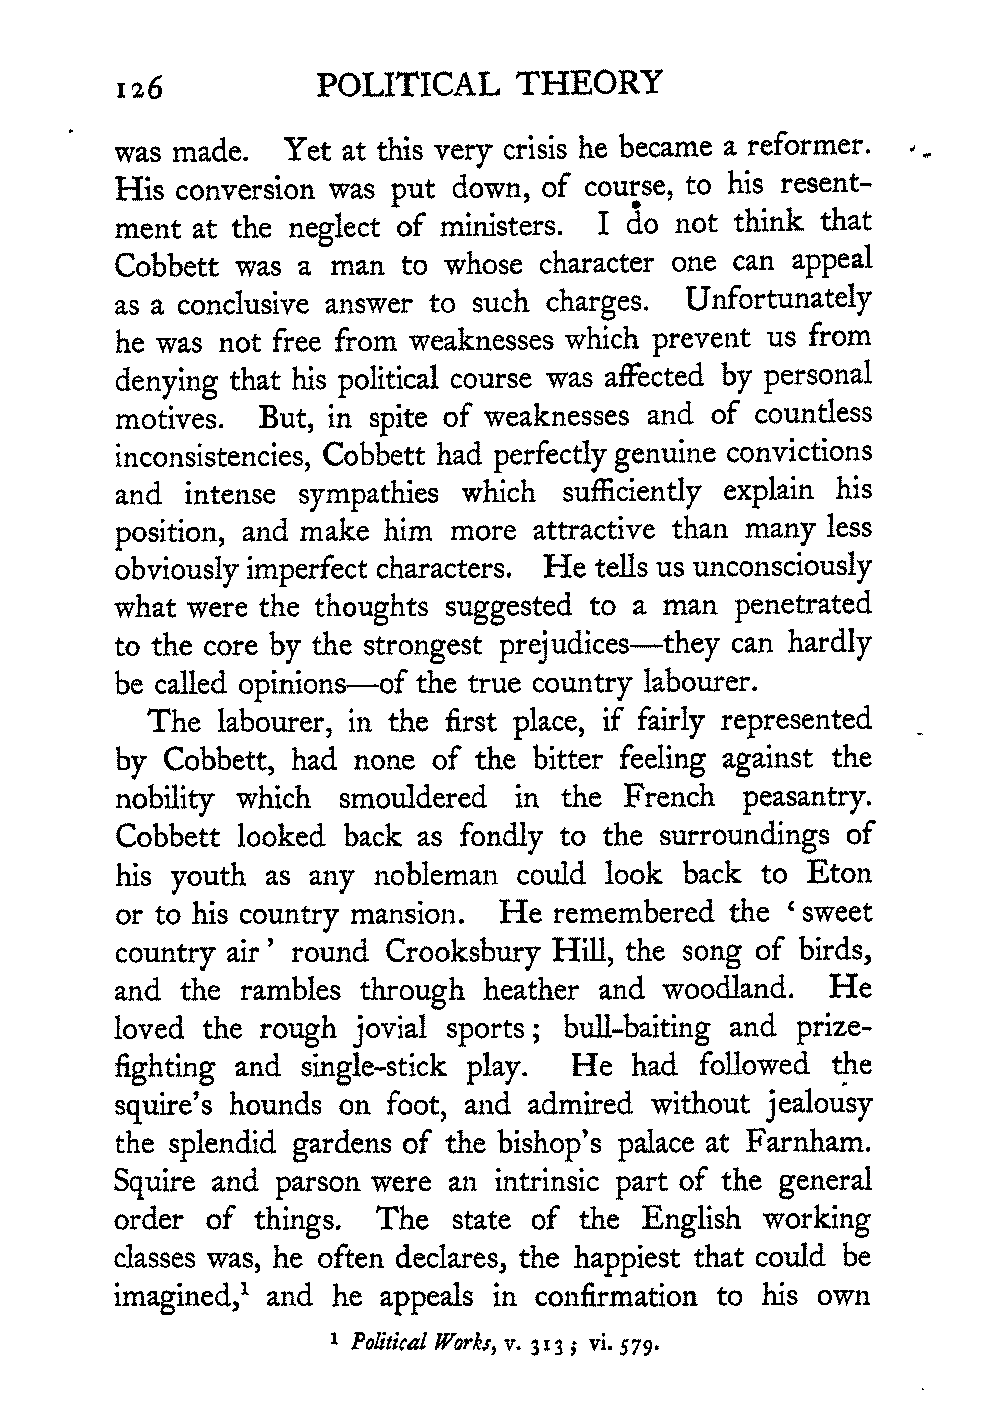 126 POLITICAL THEORY
was made. Yet at this very crisis he became a reformer.
His conversion was put down, of course, to his resent-
ment at the neglect of ministers. I do not think that
Cobbett was a man to whose character one can appeal
as a conclusive answer to such charges. Unfortunately
he was not free from weaknesses which prevent us from
denying that his political course was affected by personal
motives. But, in spite of weaknesses and of countless
inconsistencies, Cobbett had perfectly genuine convictions
and intense sympathies which sufficiently explain his
position, and make him more attractive than many less
obviously imperfect characters. He tells us unconsciously
what were the thoughts suggested to a man penetrated
to the core by the strongest prejudices—they can hardly
be called opinions—of the true country labourer.
The labourer, in the first place, if fairly represented
by Cobbett, had none of the bitter feeling against the
nobility which smouldered in the French peasantry.
Cobbett looked back as fondly to the surroundings of
his youth as any nobleman could look back to Eton
or to his country mansion. He remembered the ‘sweet
country air’ round Crooksbury Hill, the song of birds,
and the rambles through heather and woodland. He
loved the rough jovial sports; bull-baiting and prize-
fighting and single-stick play. He had followed the
squire's hounds on foot, and admired without jealousy
the splendid gardens of the bishop's palace at Farnham.
Squire and parson were an intrinsic part of the general
order of things. The state of the English working
classes was, he often declares, the happiest that could be
imagined,¹ and he appeals in confirmation to his own
¹ Political Works, v. 313; vi. 579.